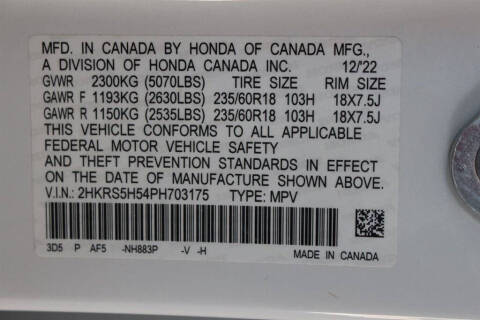 MFD. IN CANADA BY HONDA OF CANADA MFG.,
A DIVISION OF HONDA CANADA INC. 12/'22
GVWR 2300KG (5070LBS) TIRE SIZE RIM SIZE
GAWR F 1193KG (2630LBS) 235/60R18 103H 18X7.5J
GAWR R 1150KG (2535LBS) 235/60R18 103H 18X7.5J
THIS VEHICLE CONFORMS TO ALL APPLICABLE
FEDERAL MOTOR VEHICLE SAFETY
AND THEFT PREVENTION STANDARDS IN EFFECT
ON THE DATE OF MANUFACTURE SHOWN ABOVE.
V.I.N.: 2HKRS5H54PH703175 TYPE: MPV
3D5 P AF5 -NH883P -V -H
MADE IN CANADA